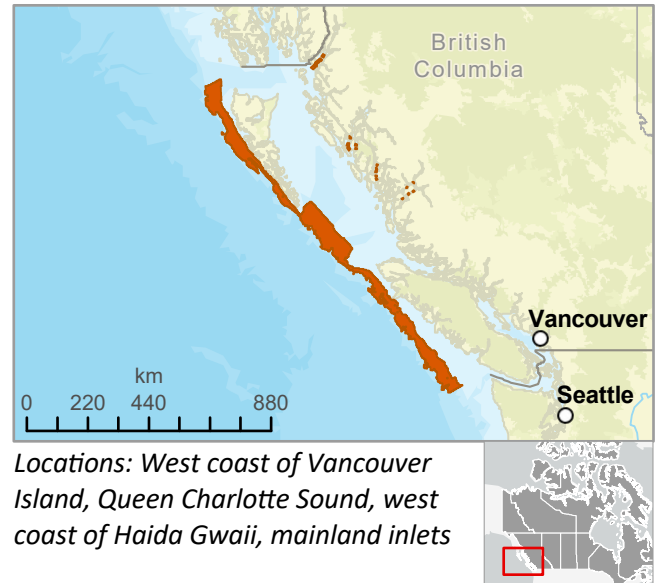 British
Columbia
Vancouver
Seattle
km
0 220 440 880
Locations: West coast of Vancouver
Island, Queen Charlotte Sound, west
coast of Haida Gwaii, mainland inlets